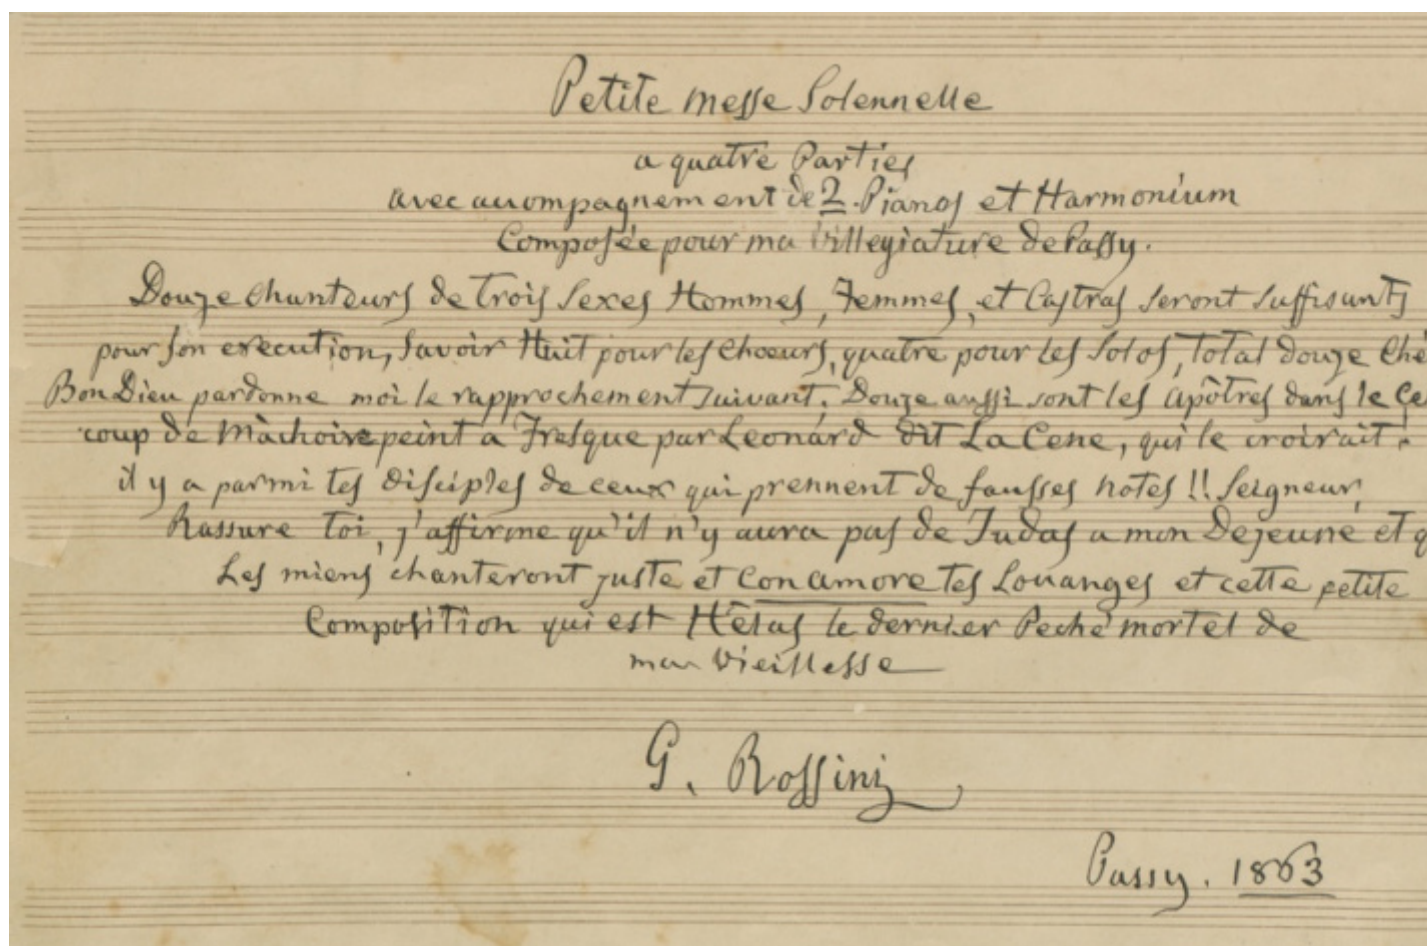 Petite messe Solennelle
a quatre Parties
avec accompagnement de 2 Pianos et Harmonium
Composée pour ma villegiature de Passy.
Douze chanteurs de trois Sexes Hommes, Femmes, et Castras seront suffisants
pour son execution, Savoir Huit pour les Choeurs, quatre pour les Solos, Total douze Ché
Bon Dieu pardonne moi le rapprochement suivant, Douze aussi sont les Apôtres dans le Ce
coup de Mâchoire peint a Fresque par Leonard dit La Cene, qui le croirait!
il y a parmi tes disciples de ceux qui prennent de fausses notes!! Seigneur,
Rassure toi, j'affirme qu'il n'y aura pas de Judas a mon Dejeuné et q
Les miens chanteront juste et Con amore tes Louanges et cette petite
Composition qui est Hélas le dernier Peché mortel de
ma vieillesse
G. Rossini
Passy. 1863